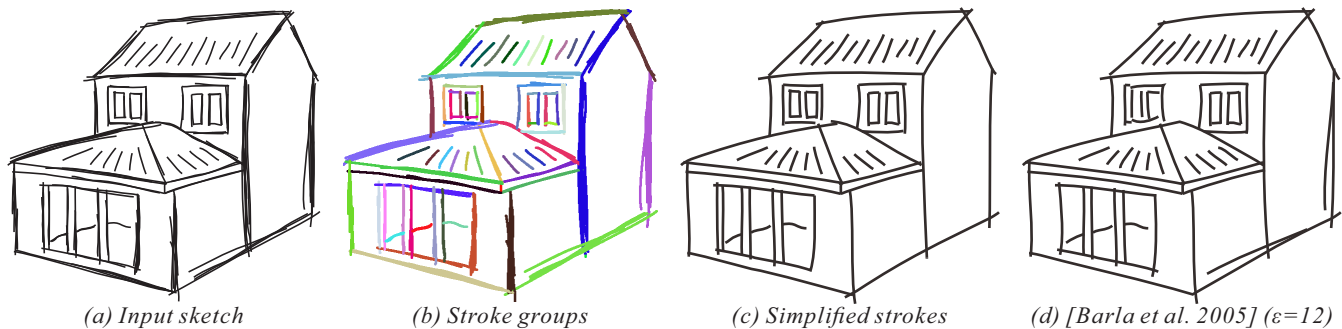 (a) Input sketch
(b) Stroke groups
(c) Simplified strokes
(d) [Barla et al. 2005] (ε=12)